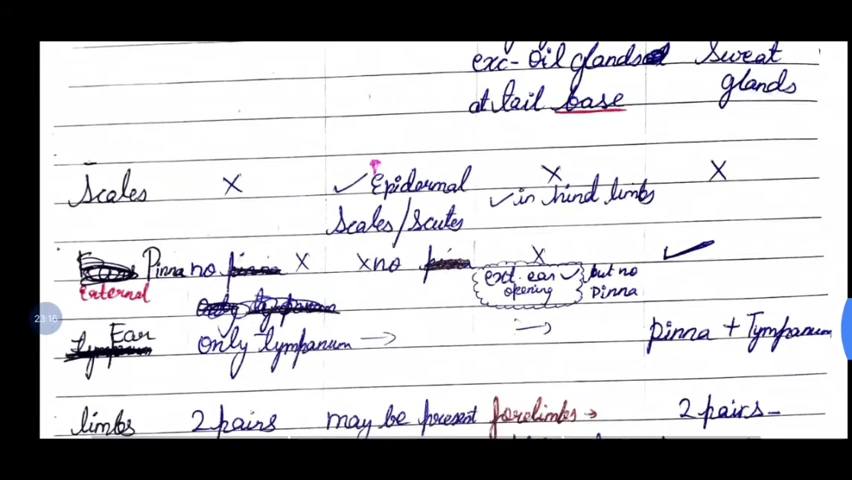 exc- oil glands Sweat
at tail base glands
Scales X ✓ Epidermal X X
Scales/Scutes ✓ in hind limbs
Pinna no X X no X ✓
External ext. ear ✓ but no
opening pinna
23:16
Ear only tympanum → → pinna + Tympanum
limbs 2 pairs may be present forelimbs → 2 pairs-